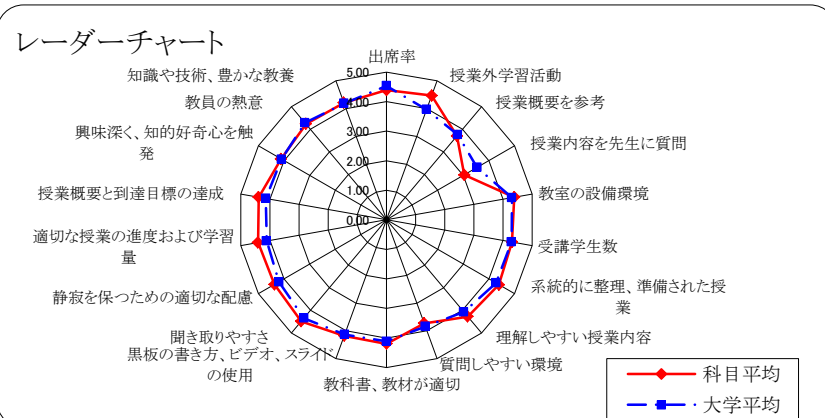 レーダーチャート
出席率
授業外学習活動
授業概要を参考
授業内容を先生に質問
教室の設備環境
受講学生数
系統的に整理、準備された授
業
理解しやすい授業内容
質問しやすい環境
教科書、教材が適切
黒板の書き方、ビデオ、スライド
の使用
聞き取りやすさ
静寂を保つための適切な配慮
適切な授業の進度および学習
量
授業概要と到達目標の達成
興味深く、知的好奇心を触
発
教員の熱意
知識や技術、豊かな教養
5.00
4.00
3.00
2.00
1.00
0.00
科目平均
大学平均